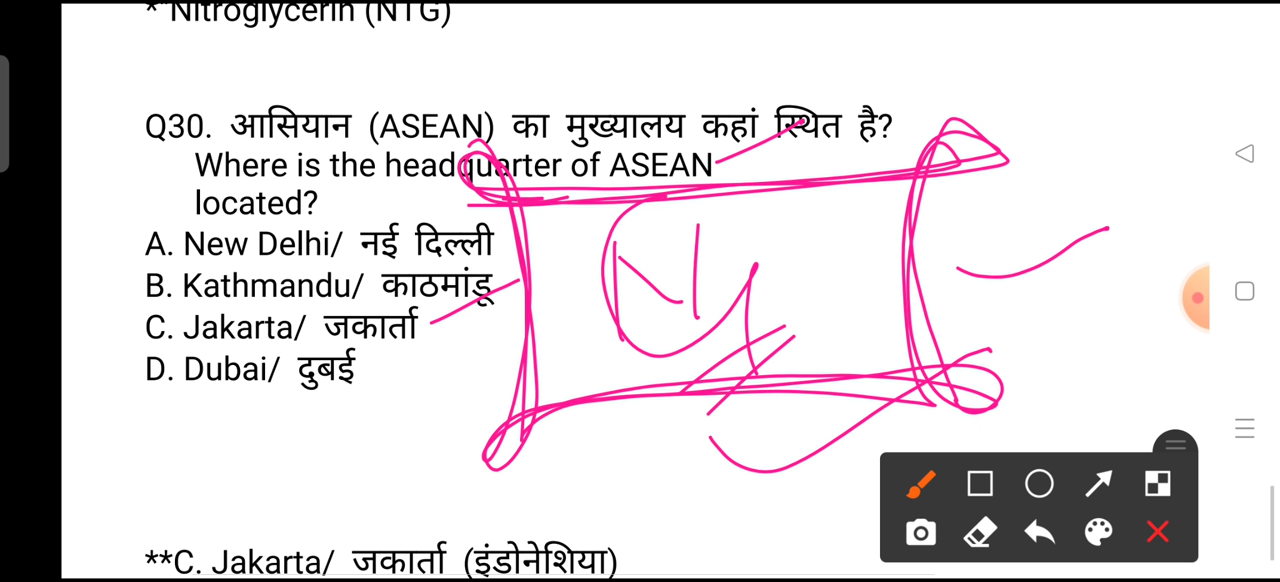 **Nitroglycerin (NTG)
Q30. आसियान (ASEAN) का मुख्यालय कहां स्थित है?
Where is the headquarter of ASEAN
located?
A. New Delhi/ नई दिल्ली
B. Kathmandu/ काठमांडू
C. Jakarta/ जकार्ता
D. Dubai/ दुबई
**C. Jakarta/ जकार्ता (इंडोनेशिया)